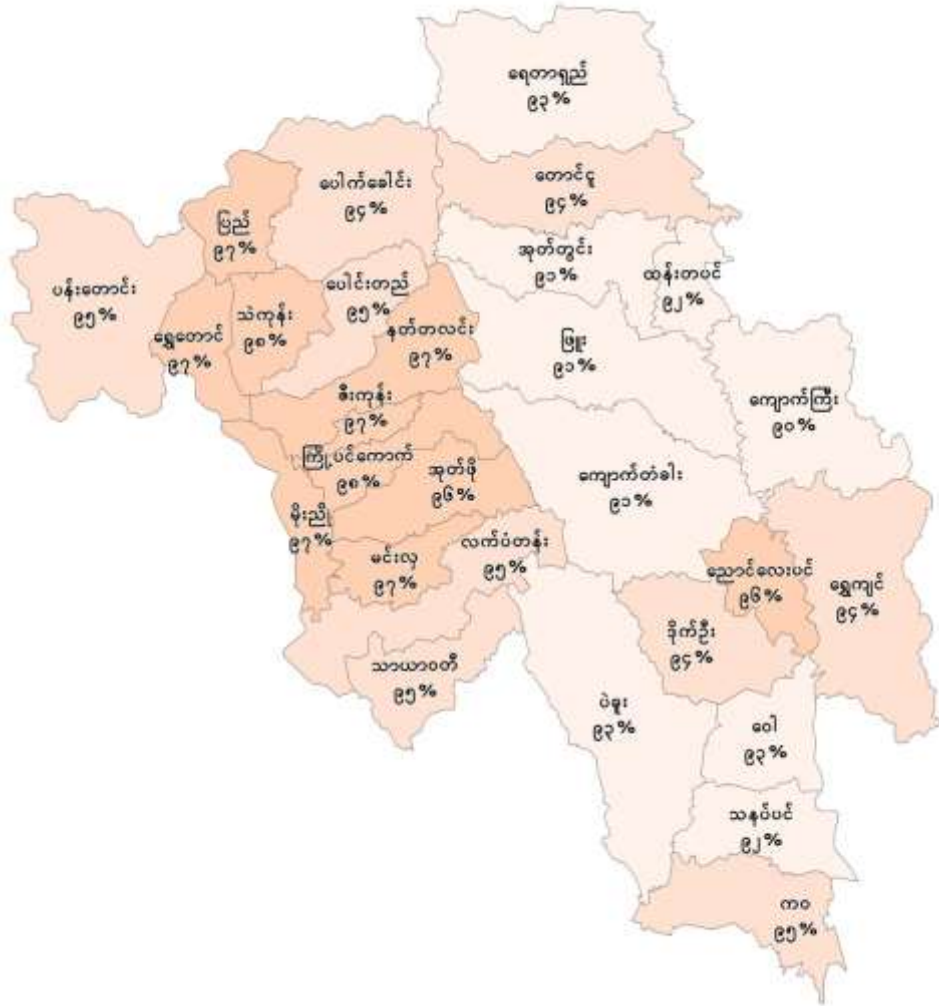 ရေတာရှည်
၉၃%
တောင်ငူ
၉၄%
ပေါက်ခေါင်း
၉၄%
ပြည်
၉၇%
အုတ်တွင်း
၉၁%
ထန်းတပင်
၉၂%
ပန်းတောင်း
၉၅%
ပေါင်းတည်
၉၅%
သဲကုန်း
၉၈%
ရွှေတောင်
၉၇%
နတ်တလင်း
၉၇%
ဖြူး
၉၁%
ကျောက်ကြီး
၉၀%
ဇီးကုန်း
၉၇%
ကြို့ပင်ကောက်
၉၈%
အုတ်ဖို
၉၆%
ကျောက်တံခါး
၉၁%
မိုးညို
၉၇%
မင်းလှ
၉၇%
လက်ပံတန်း
၉၅%
ညောင်လေးပင်
၉၆%
ရွှေကျင်
၉၄%
ဒိုက်ဦး
၉၄%
သာယာဝတီ
၉၅%
ပဲခူး
၉၃%
ဝေါ
၉၃%
သနပ်ပင်
၉၂%
ကဝ
၉၅%